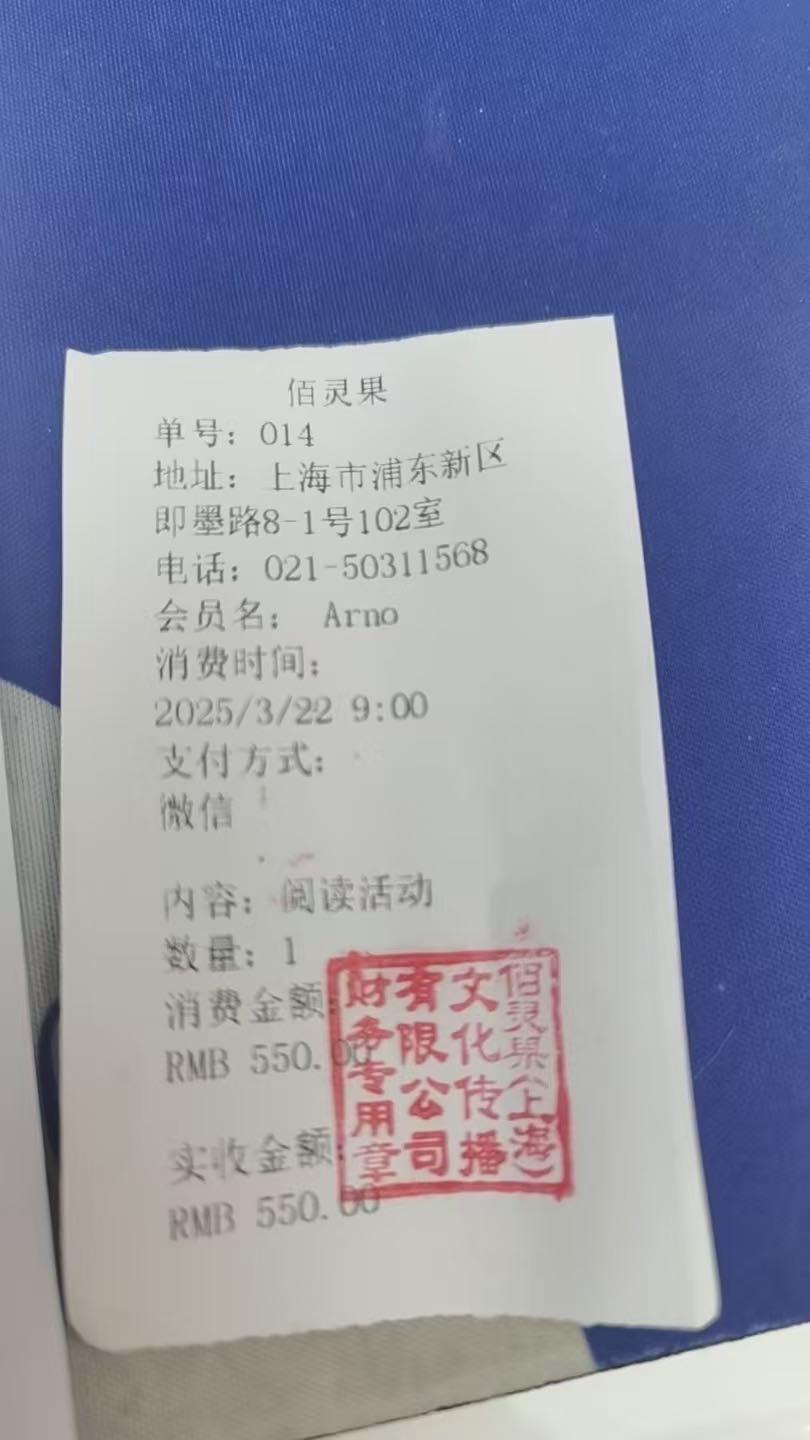 佰灵果
单号：014
地址：上海市浦东新区
即墨路8-1号102室
电话：021-50311568
会员名： Arno
消费时间：
2025/3/22 9:00
支付方式：
微信
内容：阅读活动
数量：1
消费金额：
RMB 550.00
实收金额：
RMB 550.00
佰灵果（上海）
文化传播
有限公司
财务专用章